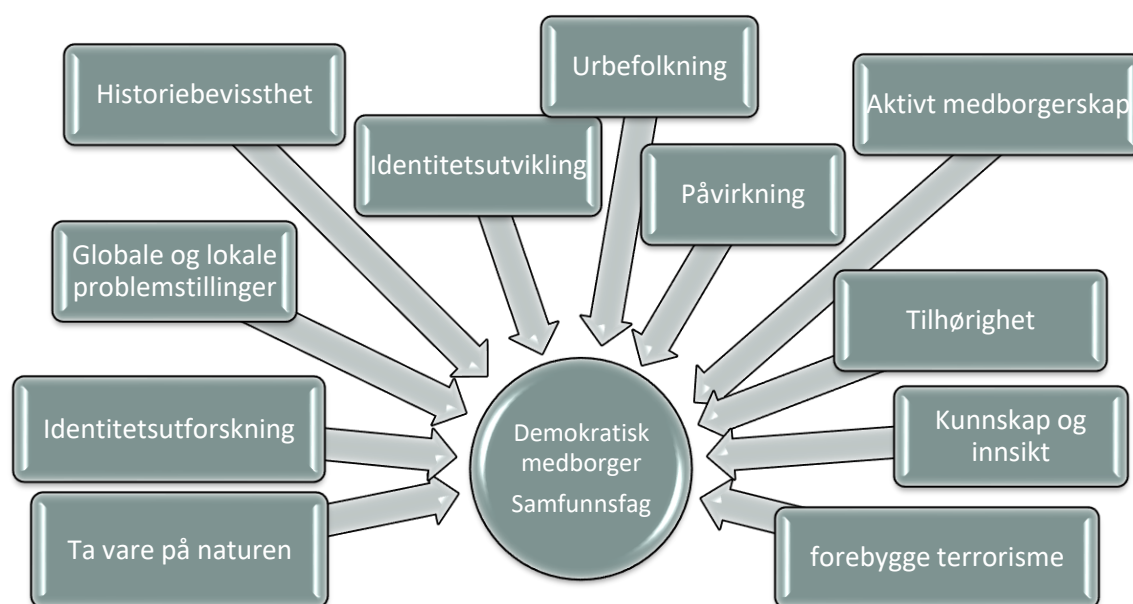 Historiebevissthet
Urbefolkning
Aktivt medborgerskap
Identitetsutvikling
Påvirkning
Globale og lokale
problemstillinger
Tilhørighet
Identitetsutforskning
Kunnskap og
innsikt
Demokratisk
medborger
Samfunnsfag
Ta vare på naturen
forebygge terrorisme